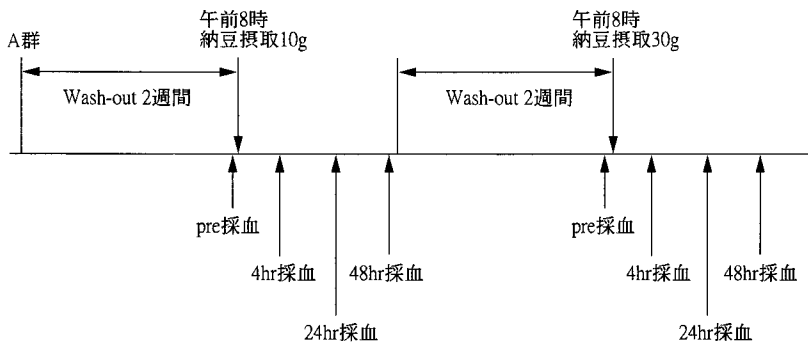 A群
午前8時
納豆摂取10g
午前8時
納豆摂取30g
Wash-out 2週間
Wash-out 2週間
pre採血
pre採血
4hr採血
48hr採血
4hr採血
48hr採血
24hr採血
24hr採血